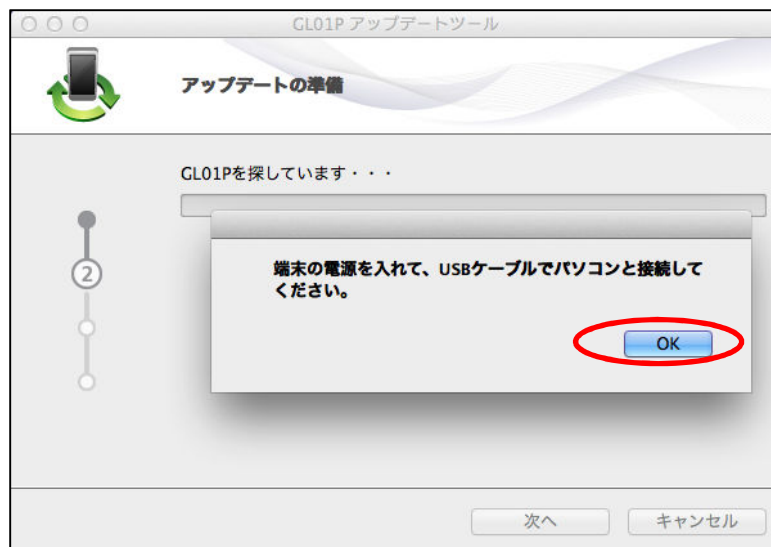 GL01P アップデートツール
アップデートの準備
GL01Pを探しています・・・
2
端末の電源を入れて、USBケーブルでパソコンと接続して
ください。
OK
次へ
キャンセル